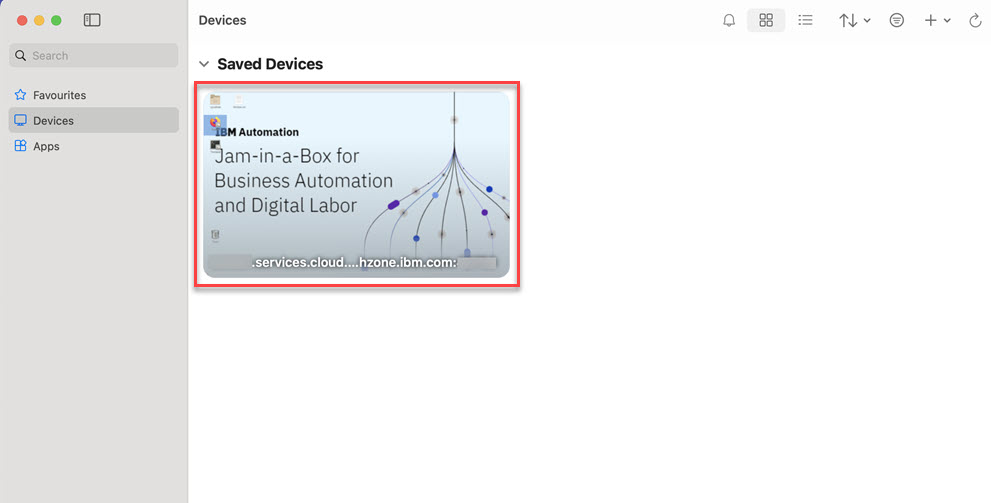 Devices
Search
Favourites
Devices
Apps
Saved Devices
IBM Automation
Jam-in-a-Box for
Business Automation
and Digital Labor
.services.cloud....hzone.ibm.com: